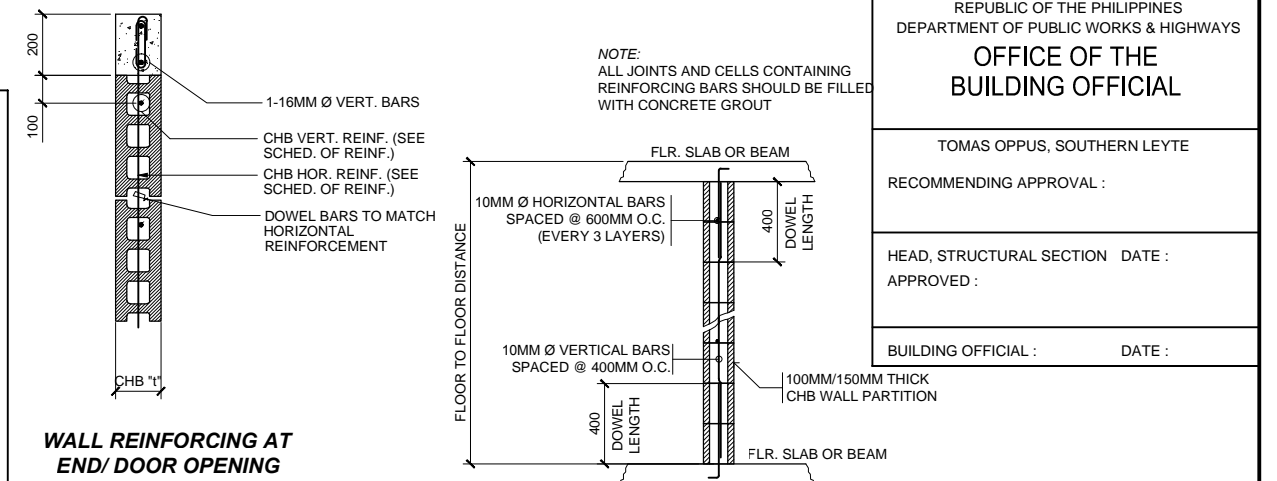 200
100
1-16MM Ø VERT. BARS
CHB VERT. REINF. (SEE
SCHED. OF REINF.)
CHB HOR. REINF. (SEE
SCHED. OF REINF.)
DOWEL BARS TO MATCH
HORIZONTAL
REINFORCEMENT
CHB "t"
WALL REINFORCING AT
END/ DOOR OPENING
NOTE:
ALL JOINTS AND CELLS CONTAINING
REINFORCING BARS SHOULD BE FILLED
WITH CONCRETE GROUT
FLR. SLAB OR BEAM
10MM Ø HORIZONTAL BARS
SPACED @ 600MM O.C.
(EVERY 3 LAYERS)
400
DOWEL
LENGTH
FLOOR TO FLOOR DISTANCE
10MM Ø VERTICAL BARS
SPACED @ 400MM O.C.
100MM/150MM THICK
CHB WALL PARTITION
400
DOWEL
LENGTH
FLR. SLAB OR BEAM
REPUBLIC OF THE PHILIPPINES
DEPARTMENT OF PUBLIC WORKS & HIGHWAYS
OFFICE OF THE
BUILDING OFFICIAL
TOMAS OPPUS, SOUTHERN LEYTE
RECOMMENDING APPROVAL :
HEAD, STRUCTURAL SECTION DATE :
APPROVED :
BUILDING OFFICIAL : DATE :